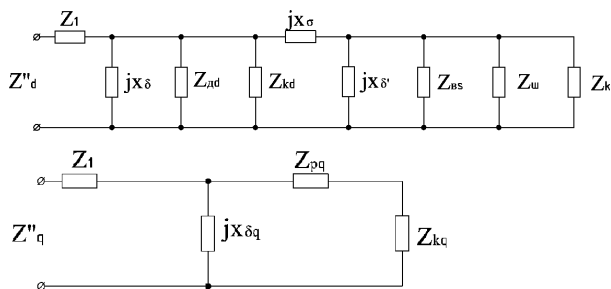 Z1
jxσ
Z"d
jxδ
Zдd
Zkd
jxδ'
Zвs
Zш
Zk
Z1
Zpq
Z"q
jxδq
Zkq